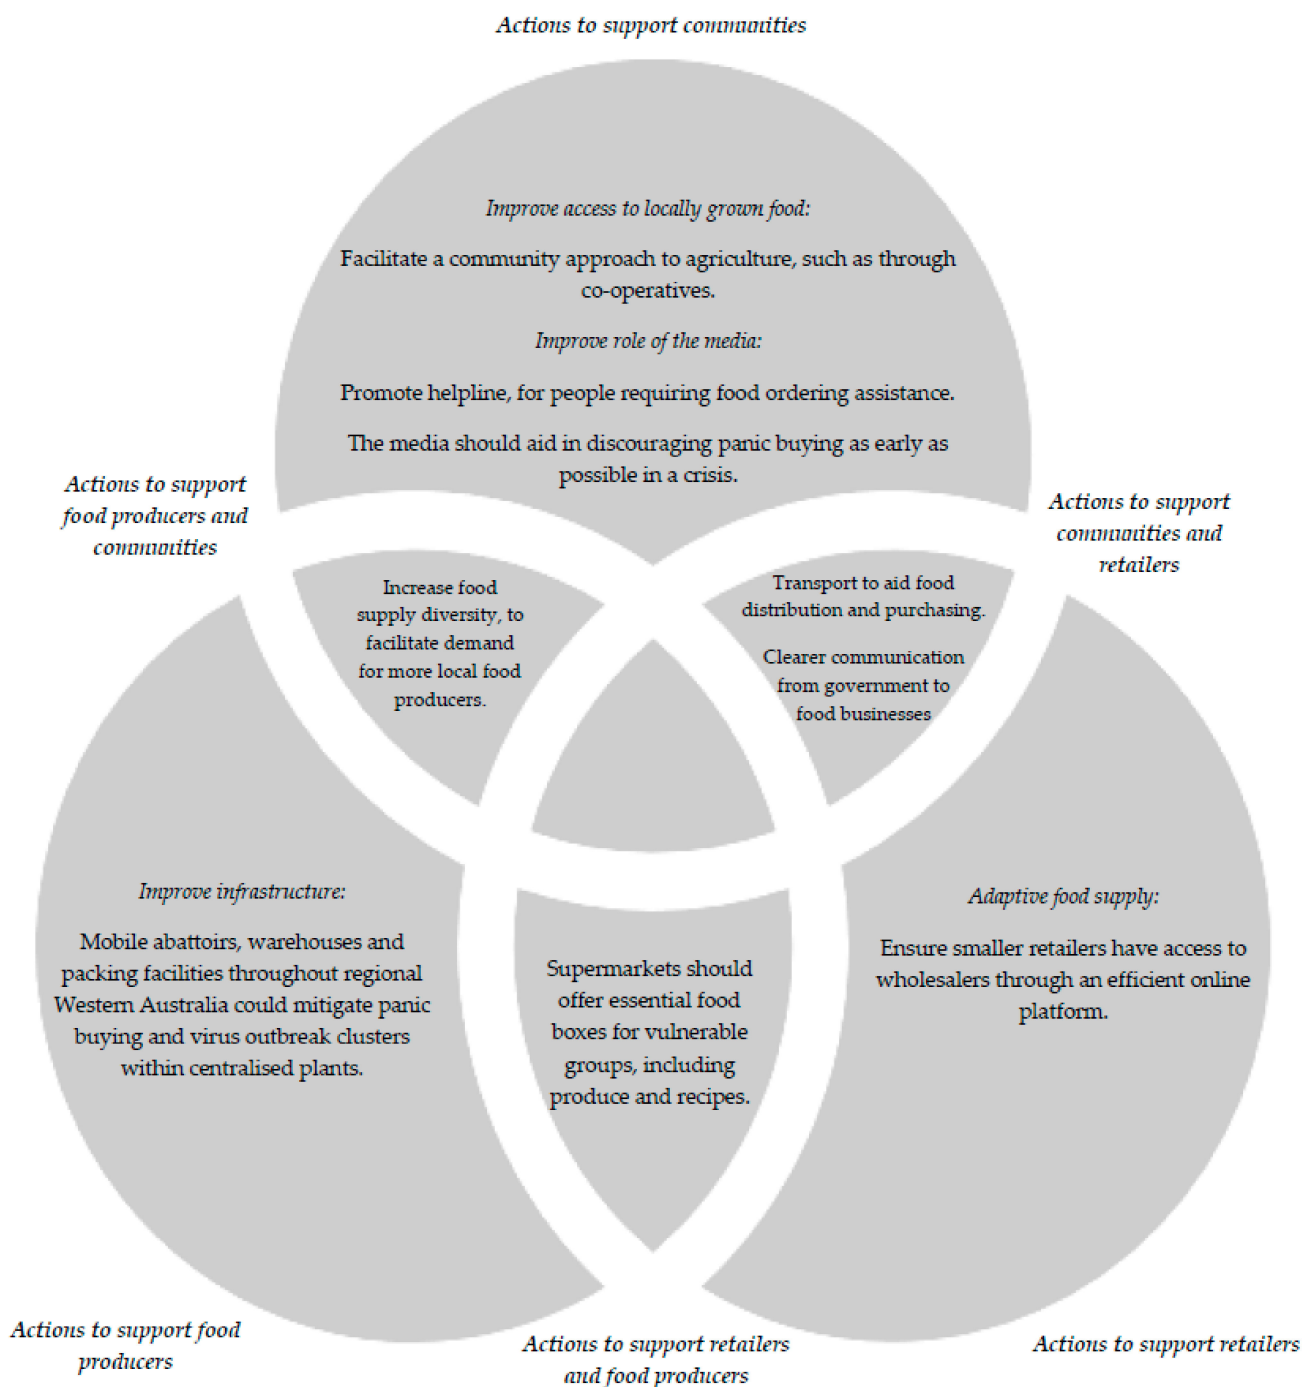 Actions to support communities
Improve access to locally grown food:
Facilitate a community approach to agriculture, such as through
co-operatives.
Improve role of the media:
Promote helpline, for people requiring food ordering assistance.
The media should aid in discouraging panic buying as early as
possible in a crisis.
Actions to support
food producers and
communities
Actions to support
communities and
retailers
Increase food
supply diversity, to
facilitate demand
for more local food
producers.
Transport to aid food
distribution and purchasing.
Clearer communication
from government to
food businesses
Improve infrastructure:
Mobile abattoirs, warehouses and
packing facilities throughout regional
Western Australia could mitigate panic
buying and virus outbreak clusters
within centralised plants.
Supermarkets should
offer essential food
boxes for vulnerable
groups, including
produce and recipes.
Adaptive food supply:
Ensure smaller retailers have access to
wholesalers through an efficient online
platform.
Actions to support food
producers
Actions to support retailers
and food producers
Actions to support retailers